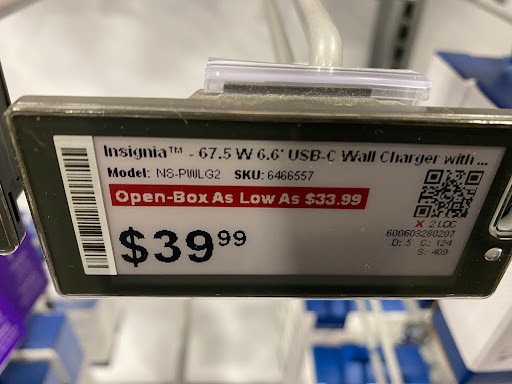 Insignia™ - 67.5 W 6.6' USB-C Wall Charger with ...
Model: NS-PWLG2 SKU: 6466557
Open-Box As Low As $33.99
$39 99
X 2 LOC
600603280207
D: 5 C: 124
S: 409